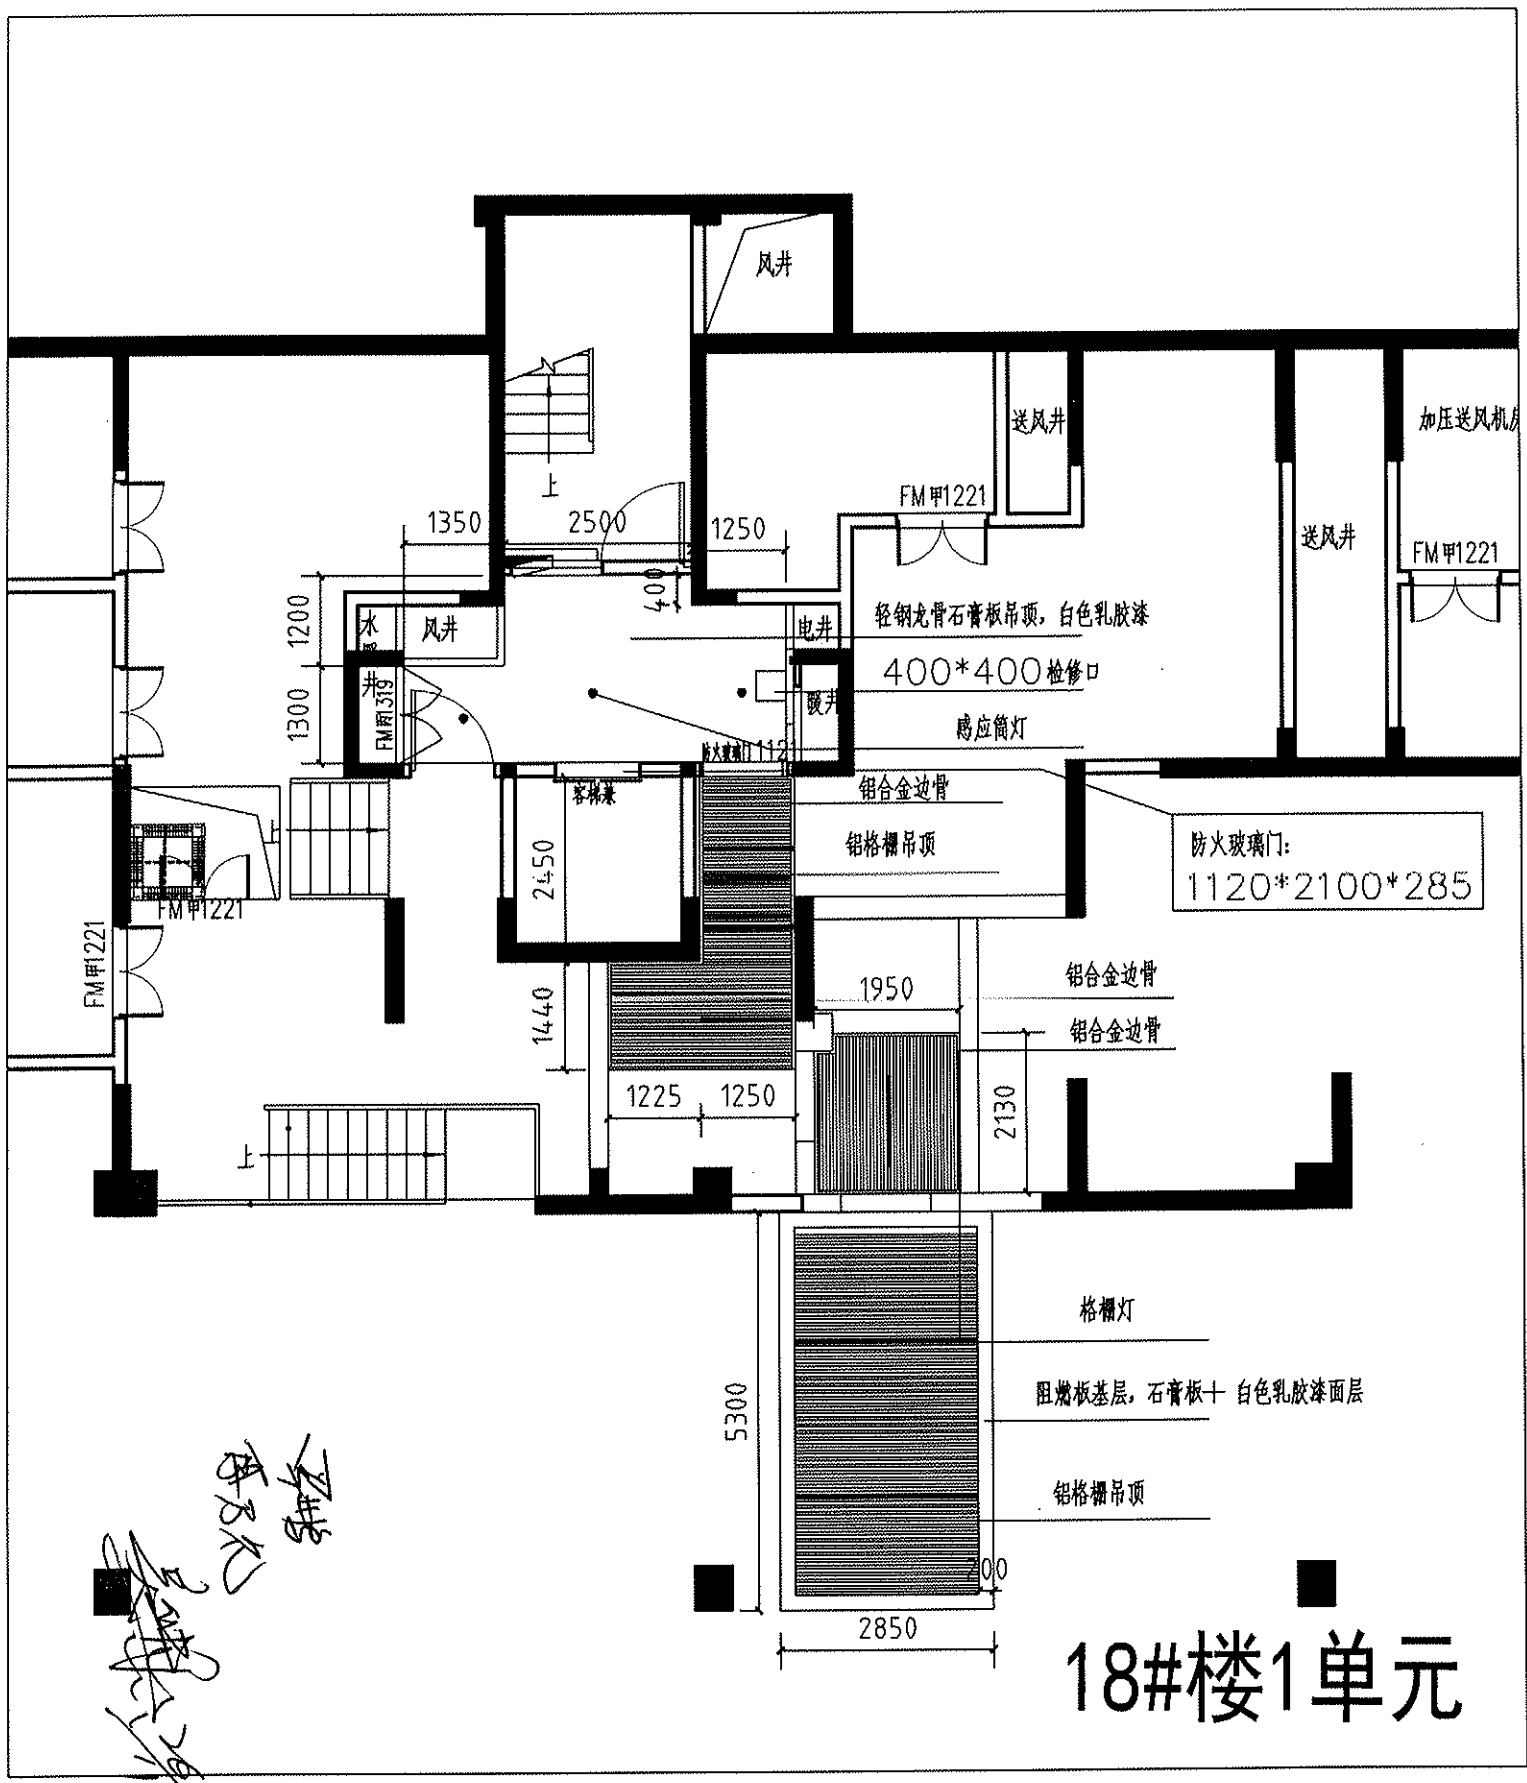 风井
送风井
加压送风机房
上
FM甲1221
1350
2500
1250
送风井
FM甲1221
400
1200
水
风井
电井
轻钢龙骨石膏板吊顶，白色乳胶漆
400*400检修口
井
暖井
FM丙1319
1300
感应筒灯
防火玻璃门1121
客梯兼
铝合金边骨
上
铝格栅吊顶
防火玻璃门：
1120*2100*285
2450
FM甲1221
FM甲1221
铝合金边骨
1950
1440
铝合金边骨
1225
1250
2130
上
格栅灯
5300
阻燃板基层，石膏板+ 白色乳胶漆面层
铝格栅吊顶
200
2850
18#楼1单元